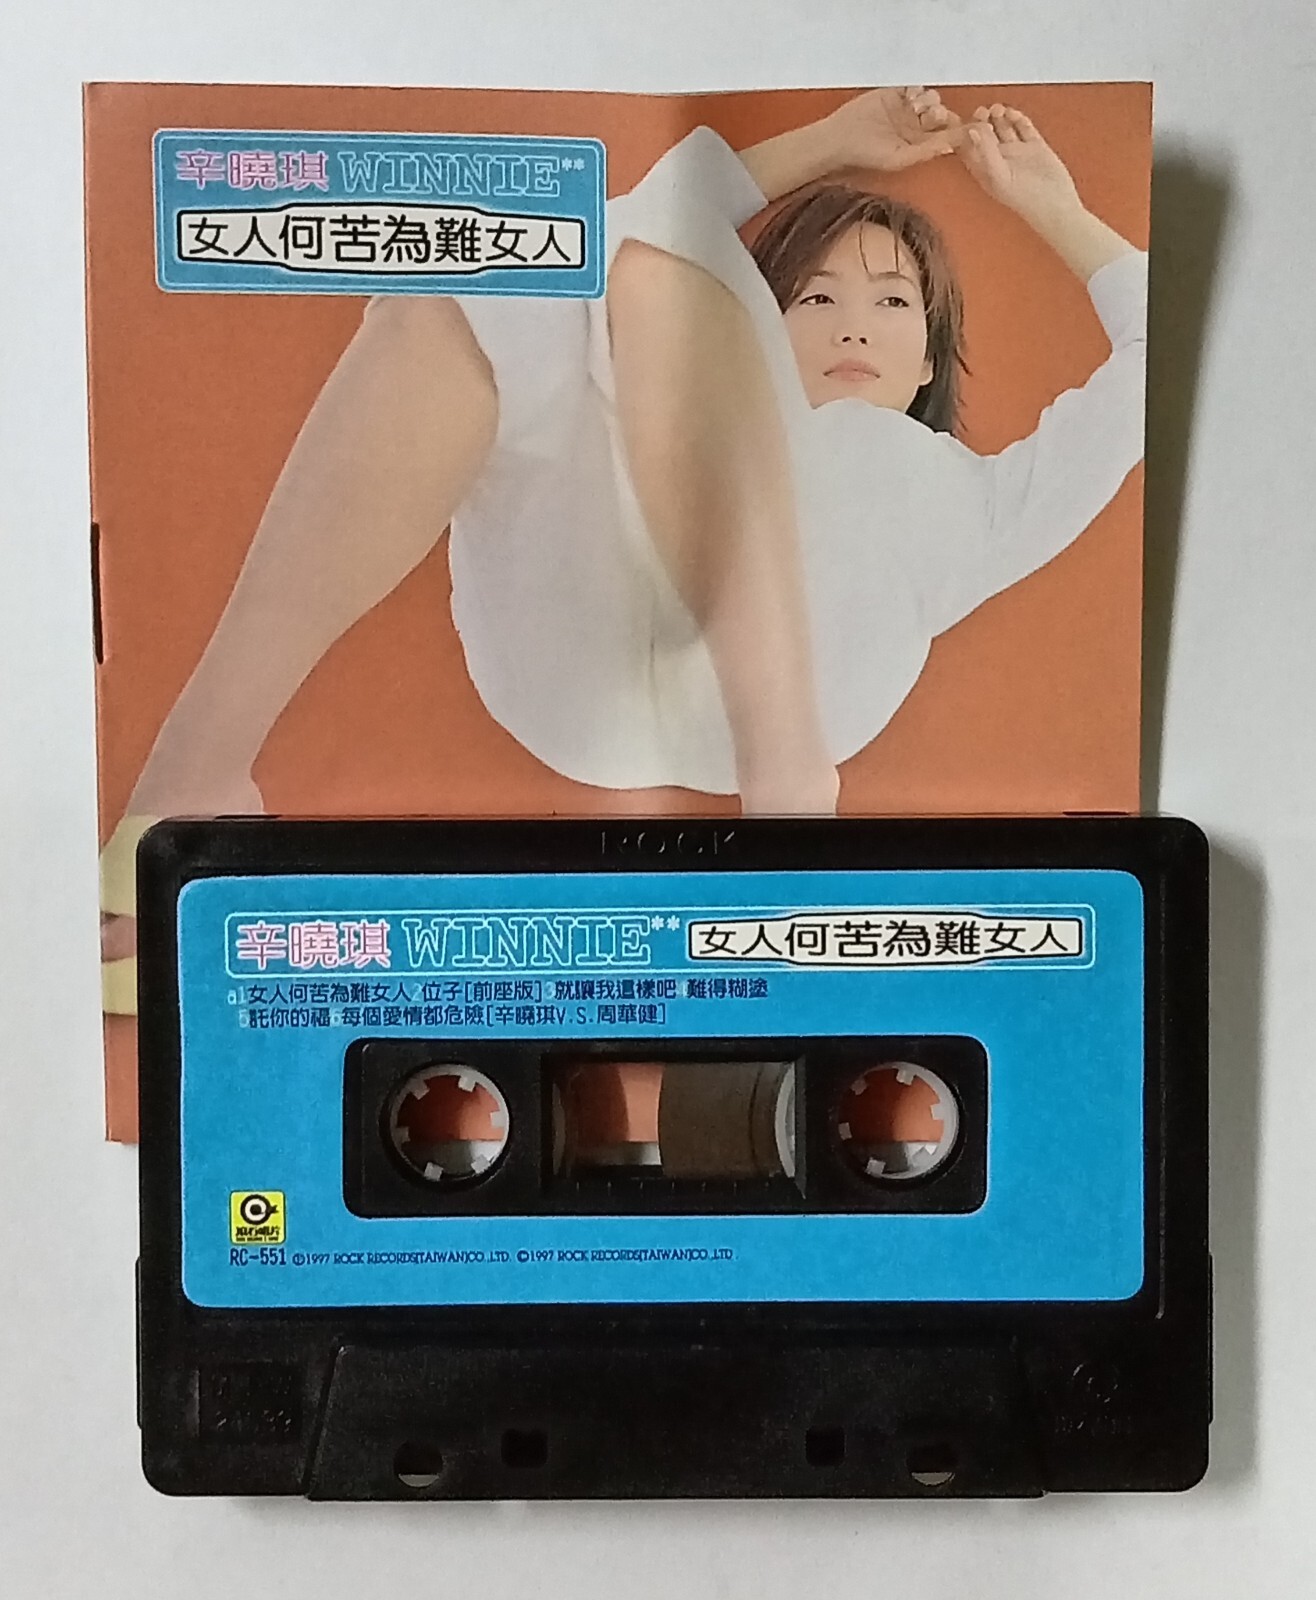 辛曉琪 WINNIE**
女人何苦為難女人
ROCK
辛曉琪 WINNIE** 女人何苦為難女人
a1女人何苦為難女人2位子[前座版]3就讓我這樣吧4難得糊塗
5託你的福6每個愛情都危險[辛曉琪V.S.周華健]
滾石唱片
RC-551 ℗1997 ROCK RECORDS(TAIWAN)CO.,LTD. ©1997 ROCK RECORDS(TAIWAN)CO.,LTD.